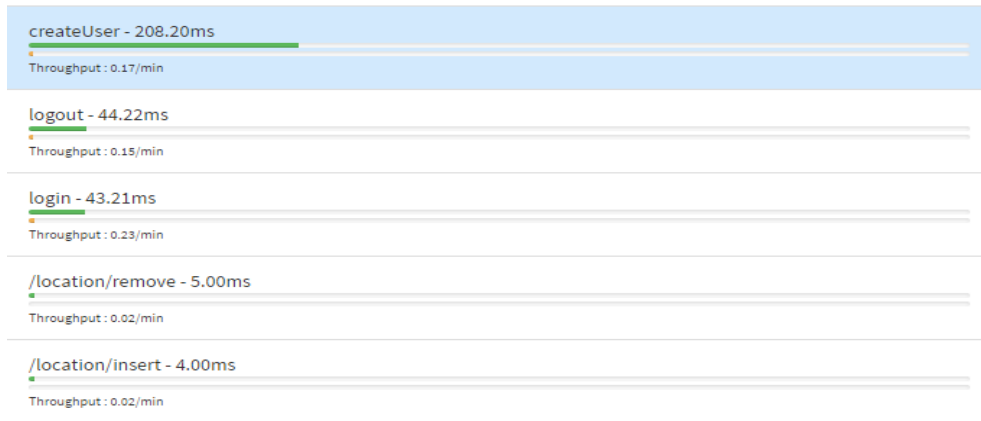 createUser - 208.20ms
Throughput : 0.17/min
logout - 44.22ms
Throughput : 0.15/min
login - 43.21ms
Throughput : 0.23/min
/location/remove - 5.00ms
Throughput : 0.02/min
/location/insert - 4.00ms
Throughput : 0.02/min